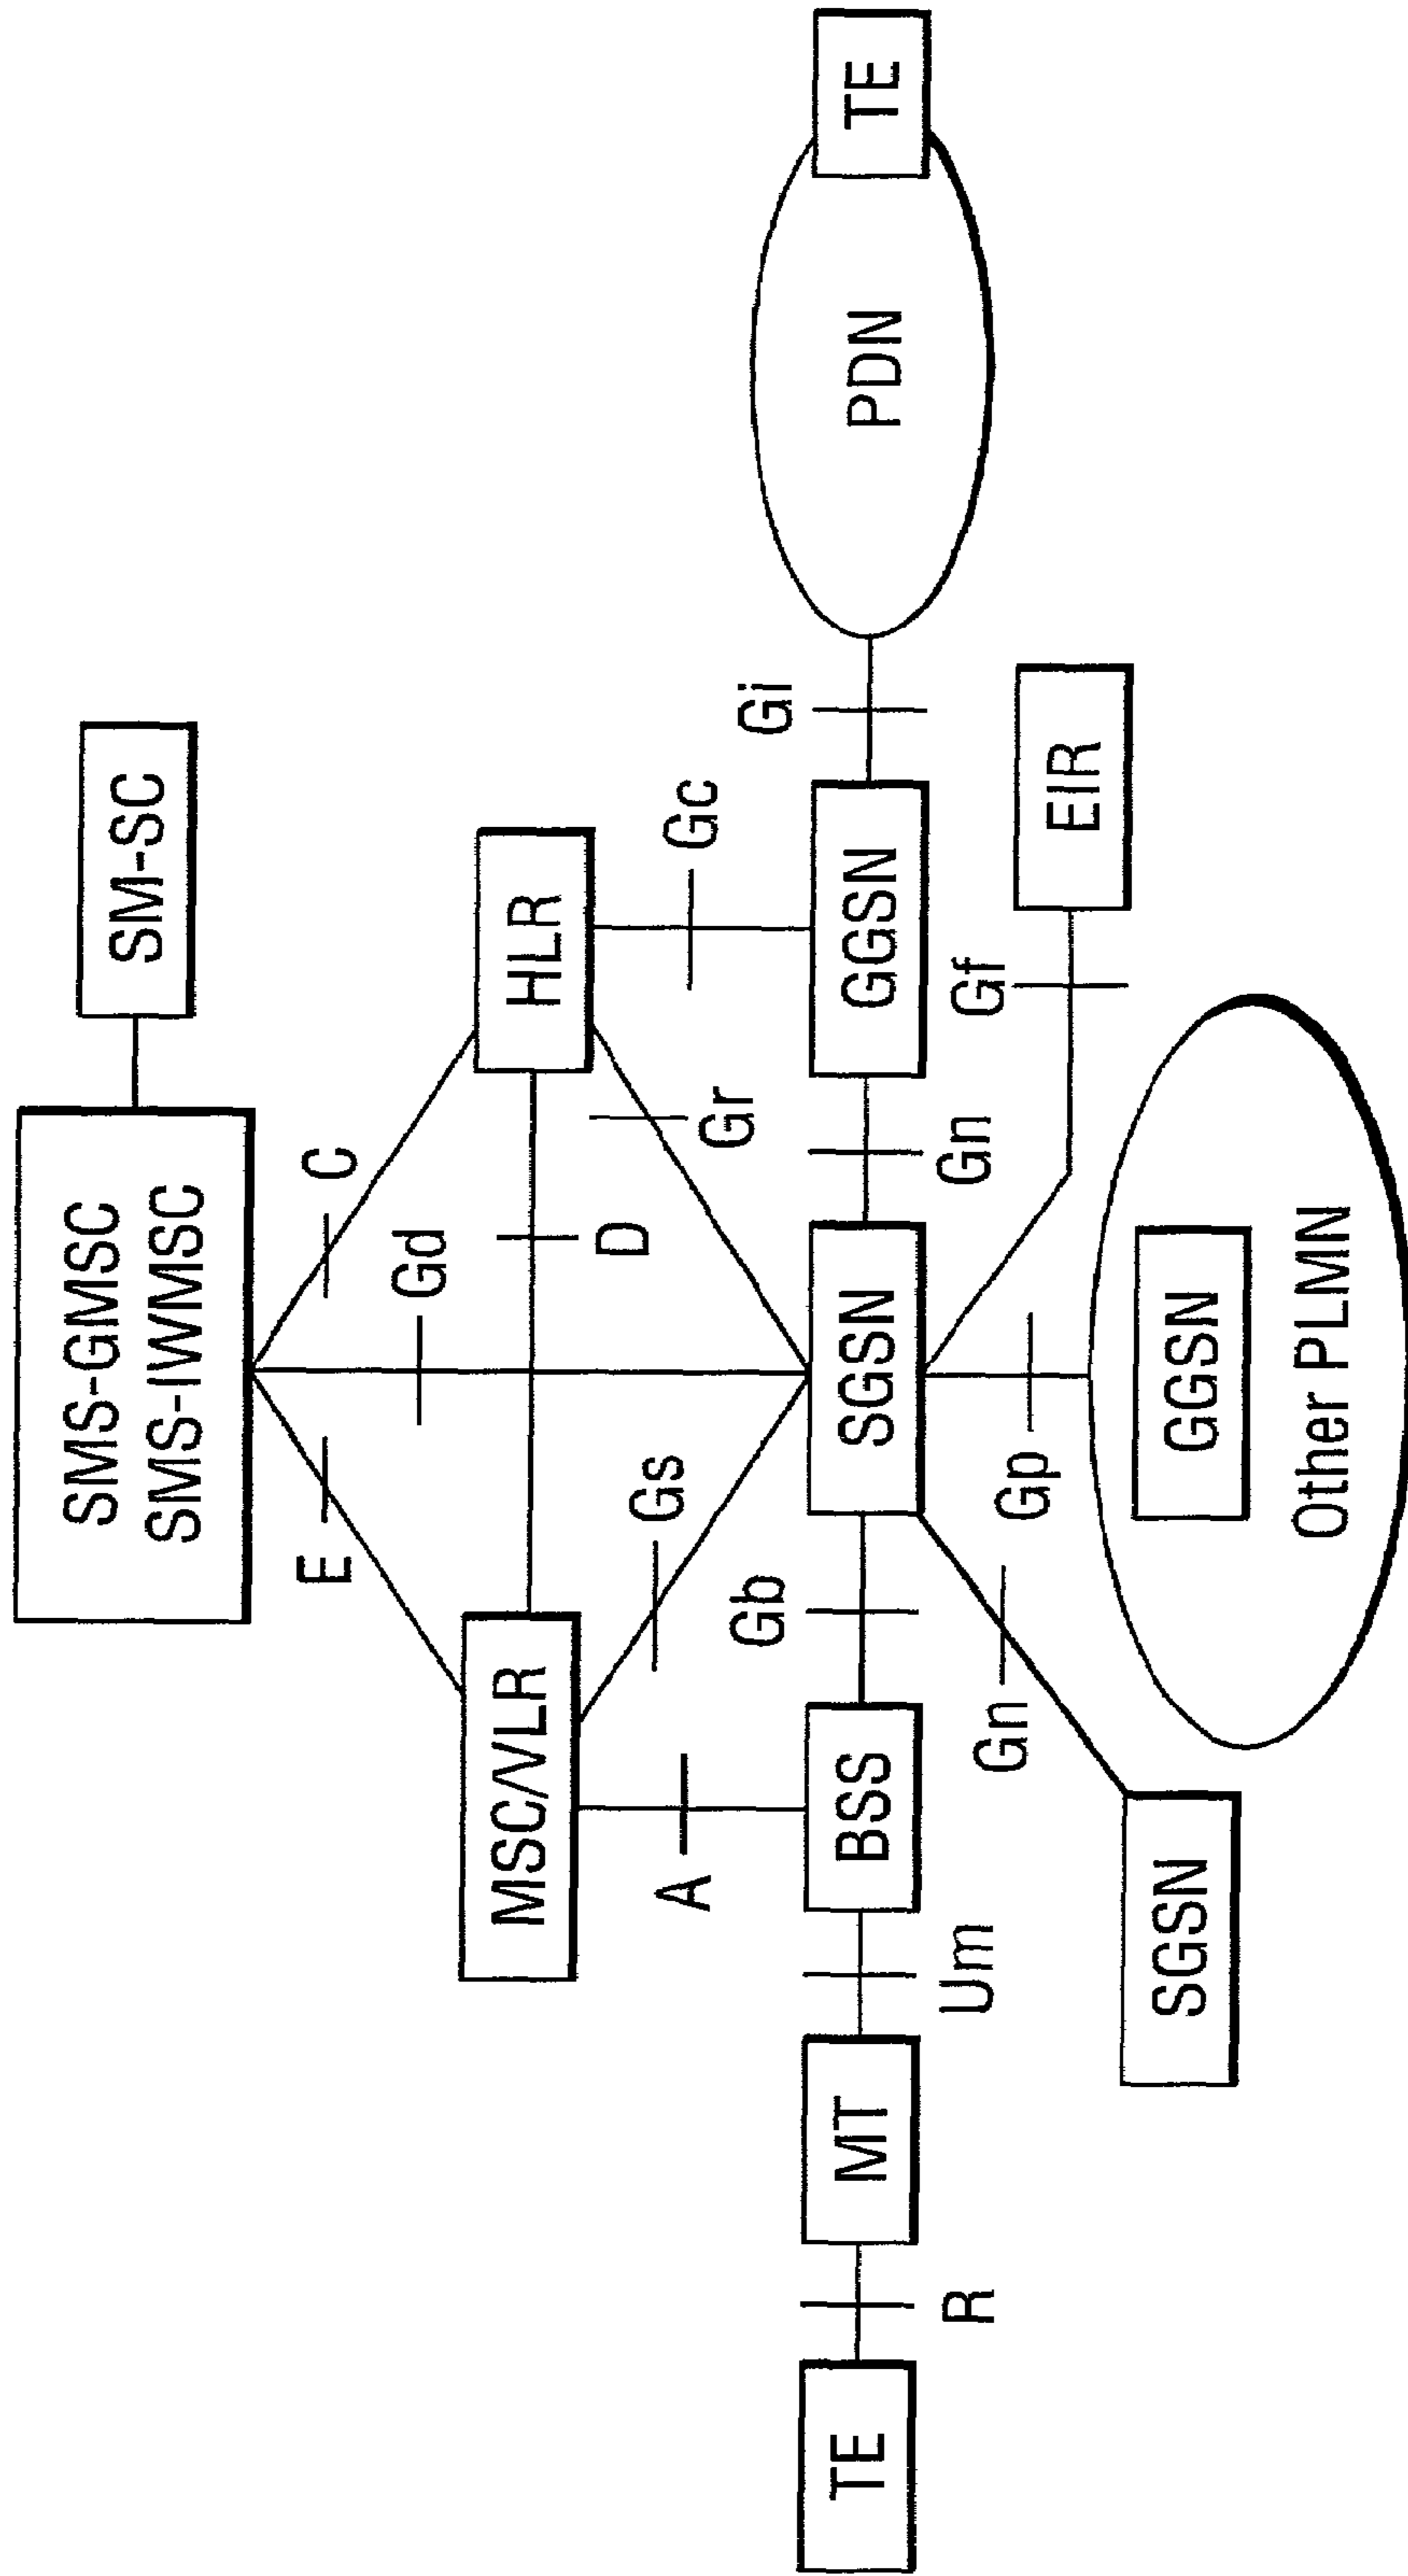 SMS-GMSC
SMS-IWMSC
SM-SC
E
C
Gd
MSC/VLR
HLR
D
Gs
Gr
Gc
A
Gb
Gi
TE
MT
BSS
SGSN
GGSN
PDN
TE
R
Um
Gn
Gn
Gf
Gp
EIR
SGSN
GGSN
Other PLMN